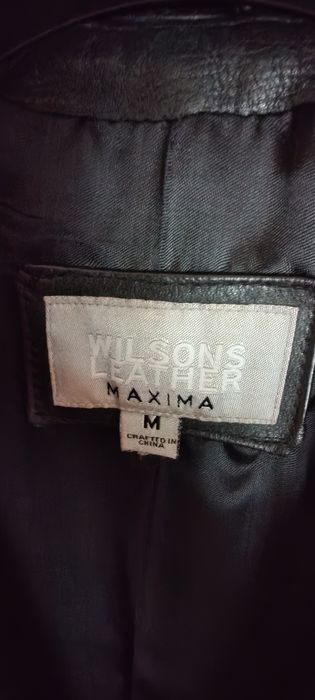 WILSONS
LEATHER
MAXIMA
M
CRAFTED IN
CHINA